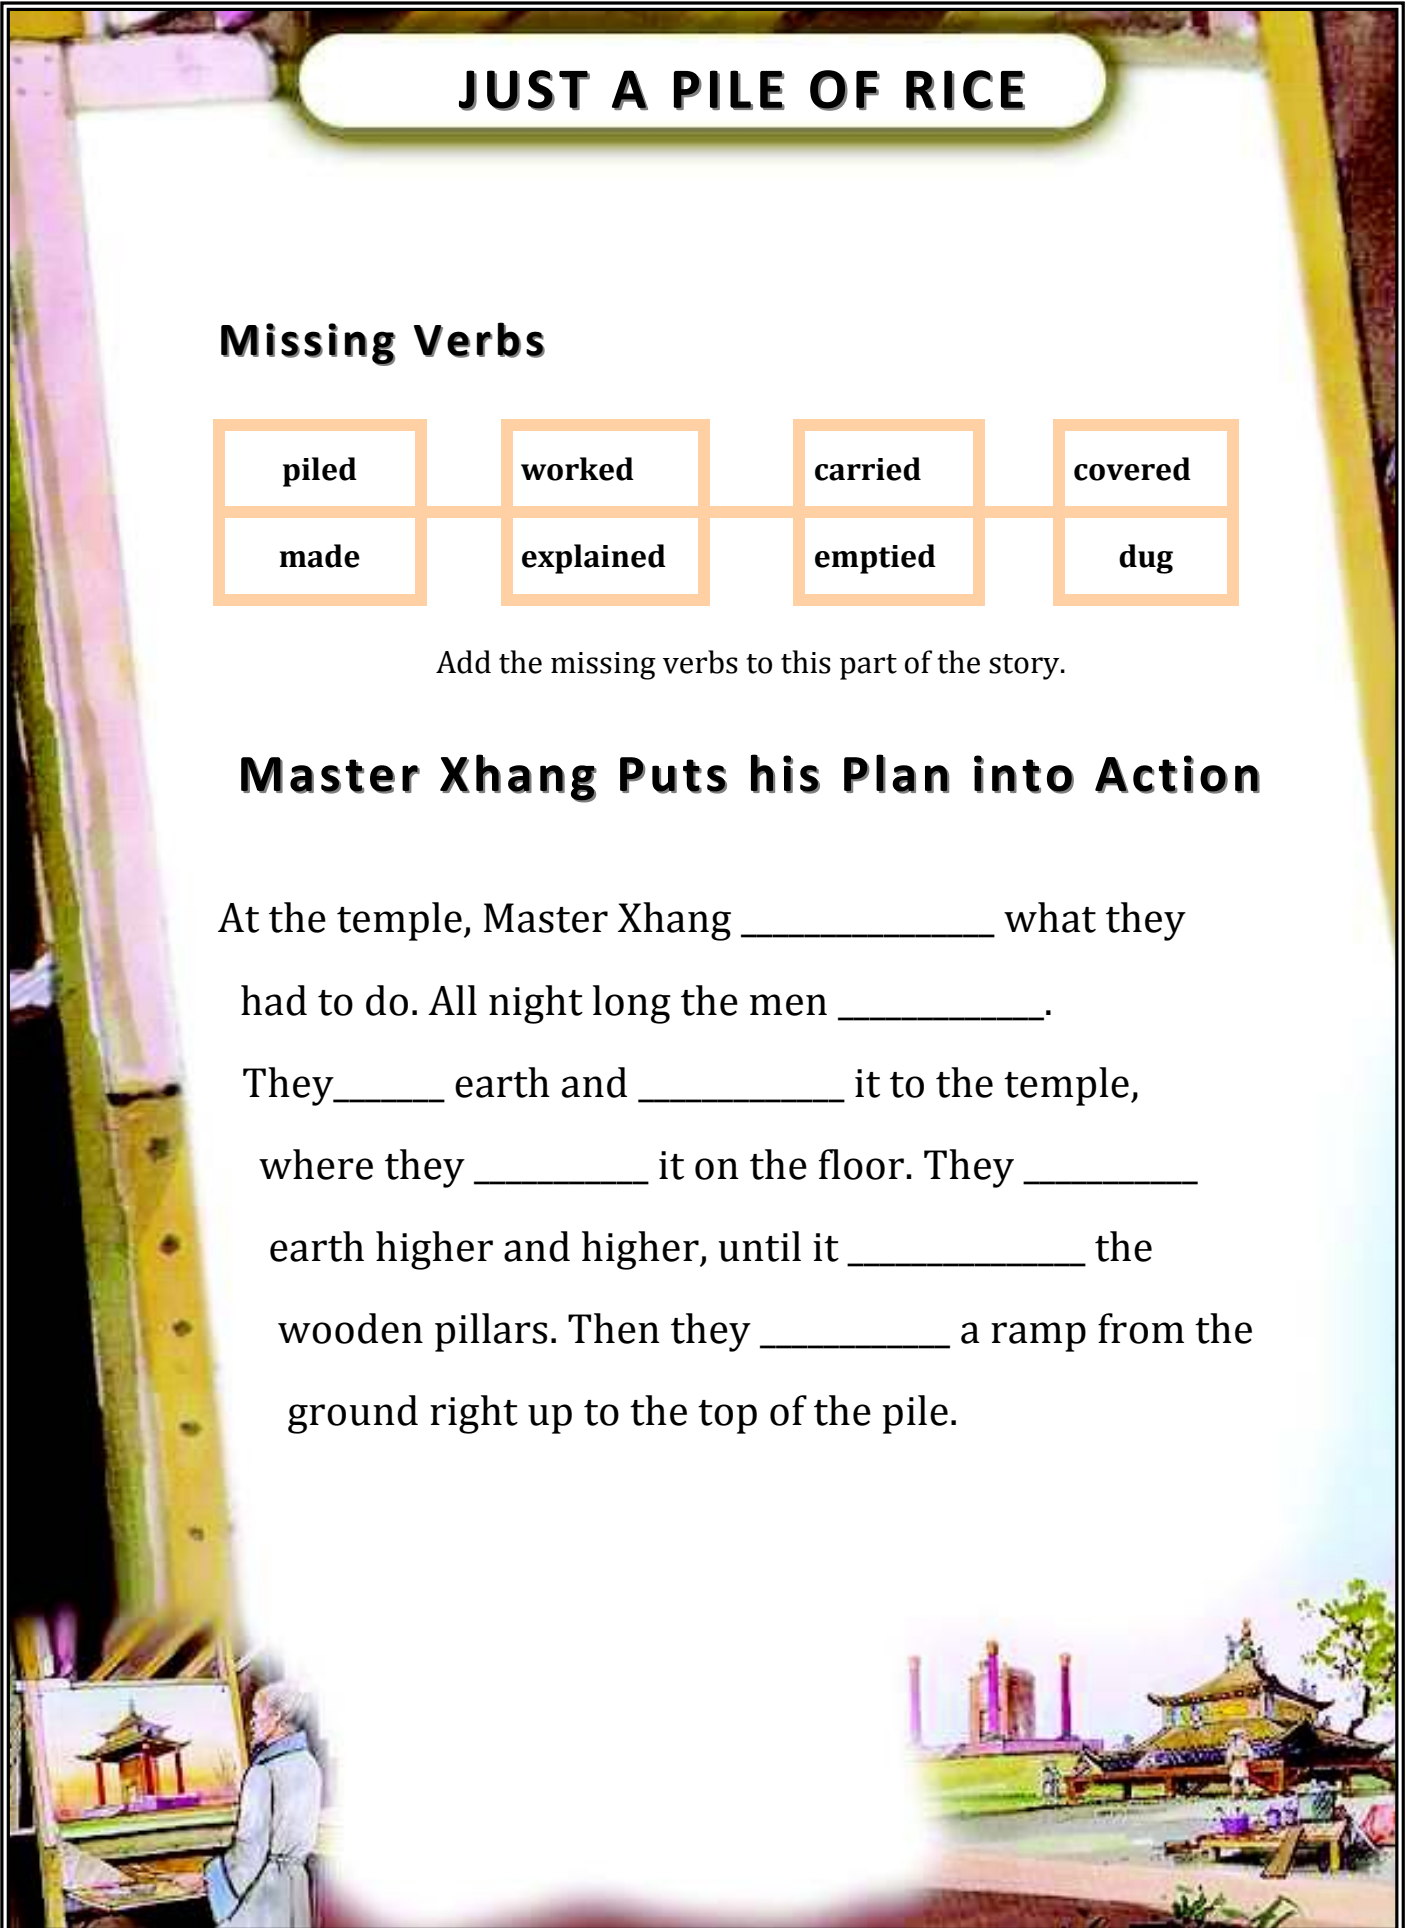 JUST A PILE OF RICE
Missing Verbs
piled worked carried covered
made explained emptied dug
Add the missing verbs to this part of the story.
Master Xhang Puts his Plan into Action
At the temple, Master Xhang ________________ what they
had to do. All night long the men _____________.
They_______ earth and _____________ it to the temple,
where they ___________ it on the floor. They ___________
earth higher and higher, until it _______________ the
wooden pillars. Then they ____________ a ramp from the
ground right up to the top of the pile.